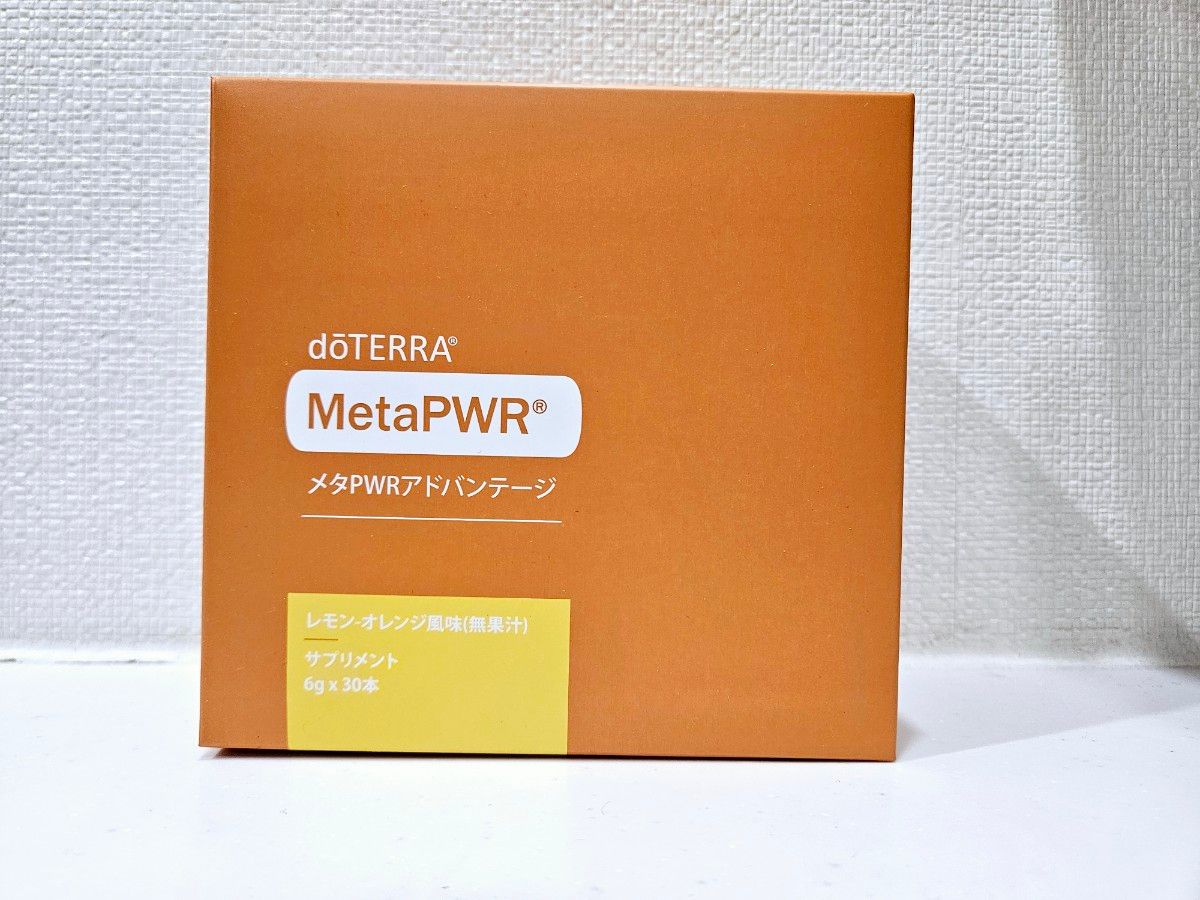 dōTERRA®
MetaPWR®
メタPWRアドバンテージ
レモン-オレンジ風味(無果汁)
サプリメント
6g x 30本